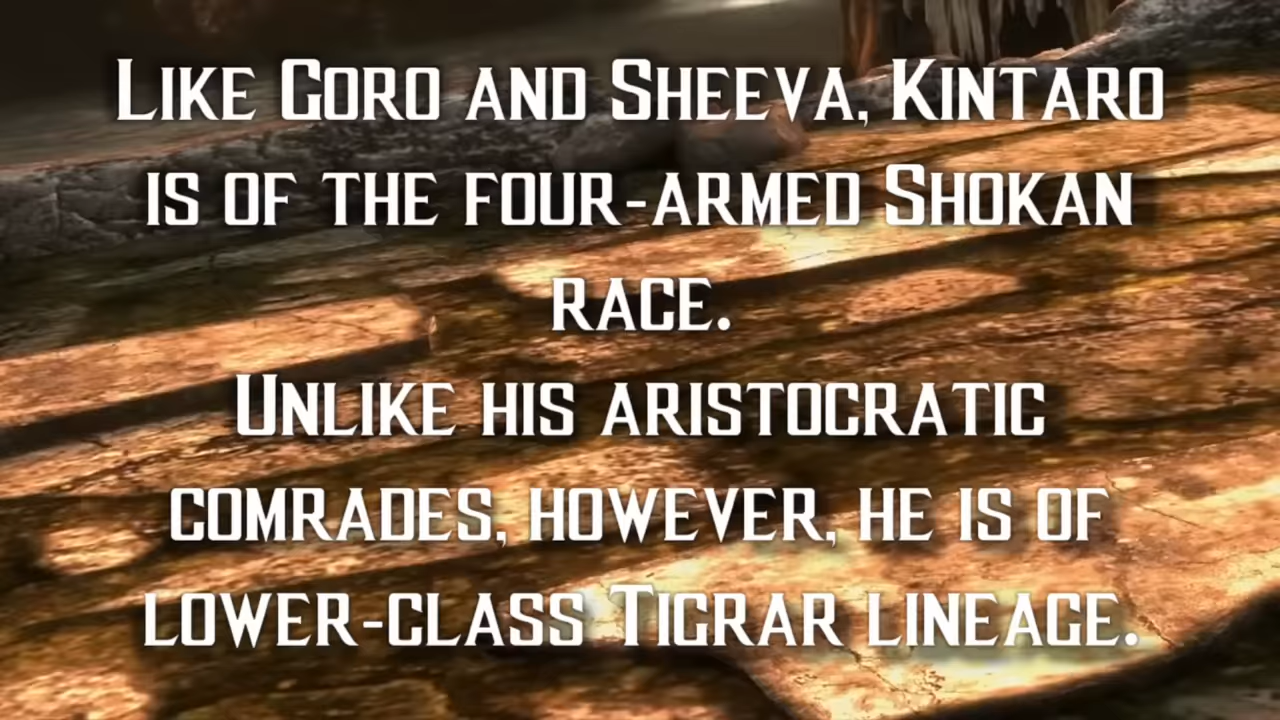 Like Goro and Sheeva, Kintaro
is of the four-armed Shokan
race.
Unlike his aristocratic
comrades, however, he is of
lower-class Tigrar lineage.